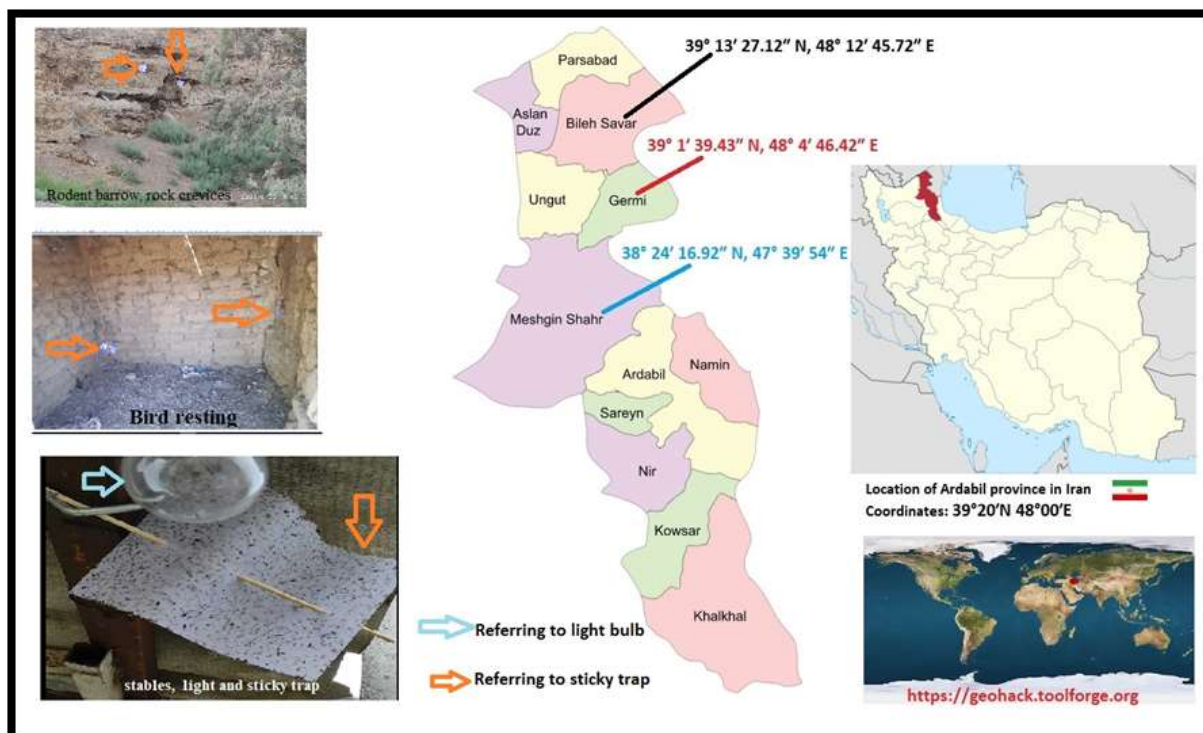 Rodent barrow, rock crevices
Bird resting
stables, light and sticky trap
Parsabad
Aslan
Duz
Bileh Savar
Ungut
Germi
Meshgin Shahr
Ardabil
Namin
Sareyn
Nir
Kowsar
Khalkhal
39° 13' 27.12" N, 48° 12' 45.72" E
39° 1' 39.43" N, 48° 4' 46.42" E
38° 24' 16.92" N, 47° 39' 54" E
Referring to light bulb
Referring to sticky trap
Location of Ardabil province in Iran
Coordinates: 39°20'N 48°00'E
https://geohack.toolforge.org